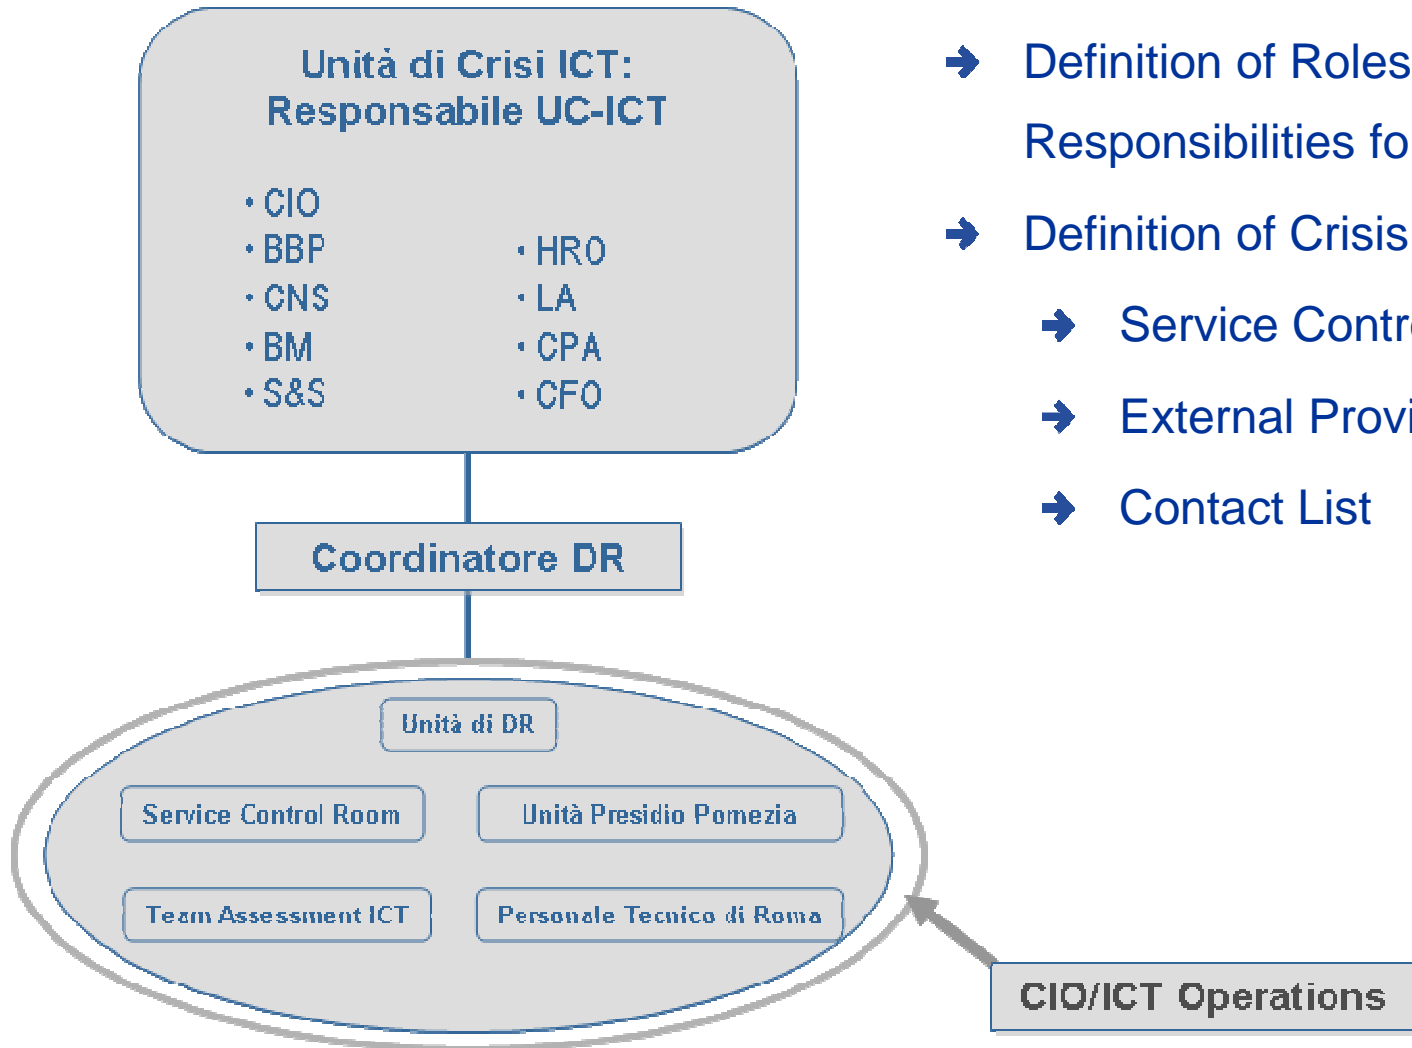 Unità di Crisi ICT:
Responsabile UC-ICT
• CIO
• BBP
• CNS
• BM
• S&S
• HRO
• LA
• CPA
• CFO
Coordinatore DR
Unità di DR
Service Control Room
Unità Presidio Pomezia
Team Assessment ICT
Personale Tecnico di Roma
CIO/ICT Operations
Definition of Roles
Responsibilities fo
Definition of Crisis
Service Contr
External Provi
Contact List